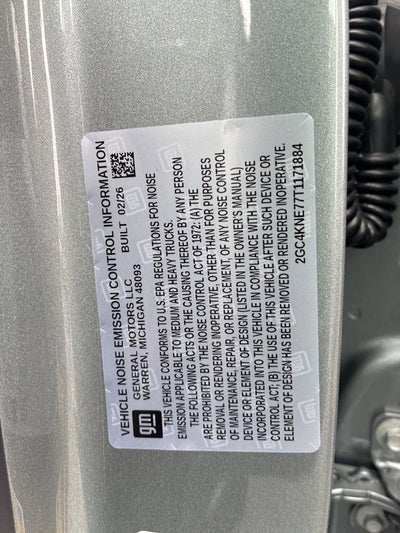 VEHICLE NOISE EMISSION CONTROL INFORMATION
GENERAL MOTORS LLC BUILT 02/26
WARREN, MICHIGAN 48093
gm
"THIS VEHICLE CONFORMS TO U.S. EPA REGULATIONS FOR NOISE
EMISSION APPLICABLE TO MEDIUM AND HEAVY TRUCKS.
THE FOLLOWING ACTS OR THE CAUSING THEREOF BY ANY PERSON
ARE PROHIBITED BY THE NOISE CONTROL ACT OF 1972: (A) THE
REMOVAL OR RENDERING INOPERATIVE, OTHER THAN FOR PURPOSES
OF MAINTENANCE, REPAIR, OR REPLACEMENT, OF ANY NOISE CONTROL
DEVICE OR ELEMENT OF DESIGN (LISTED IN THE OWNER'S MANUAL)
INCORPORATED INTO THIS VEHICLE IN COMPLIANCE WITH THE NOISE
CONTROL ACT; (B) THE USE OF THIS VEHICLE AFTER SUCH DEVICE OR
ELEMENT OF DESIGN HAS BEEN REMOVED OR RENDERED INOPERATIVE.
2GC4KNE77T1171884